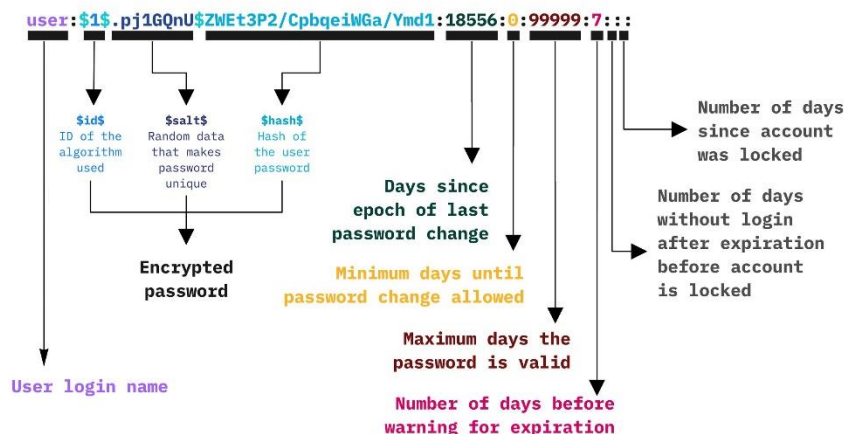 user:$1$.pj1GQnU$ZWEt3P2/CpbqeiWGa/Ymd1:18556:0:99999:7:::
$id$
ID of the
algorithm
used
$salt$
Random data
that makes
password
unique
$hash$
Hash of
the user
password
Encrypted
password
User login name
Days since
epoch of last
password change
Minimum days until
password change allowed
Maximum days the
password is valid
Number of days before
warning for expiration
Number of days
since account
was locked
Number of days
without login
after expiration
before account
is locked